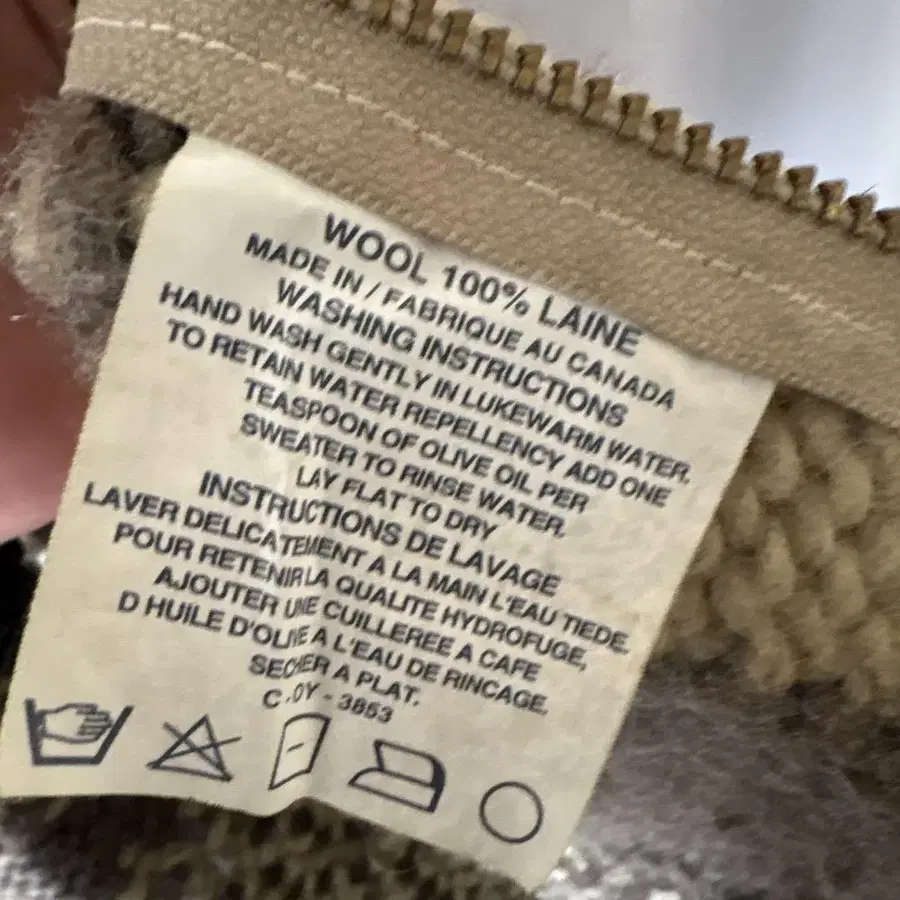 WOOL 100% LAINE
MADE IN / FABRIQUE AU CANADA
WASHING INSTRUCTIONS
HAND WASH GENTLY IN LUKEWARM WATER.
TO RETAIN WATER REPELLENCY ADD ONE
TEASPOON OF OLIVE OIL PER
SWEATER TO RINSE WATER.
LAY FLAT TO DRY
INSTRUCTIONS DE LAVAGE
LAVER DELICATEMENT A LA MAIN L'EAU TIEDE.
POUR RETENIR LA QUALITE HYDROFUGE,
AJOUTER UNE CUILLEREE A CAFE
D HUILE D'OLIVE A L'EAU DE RINCAGE.
SECHER A PLAT.
3853